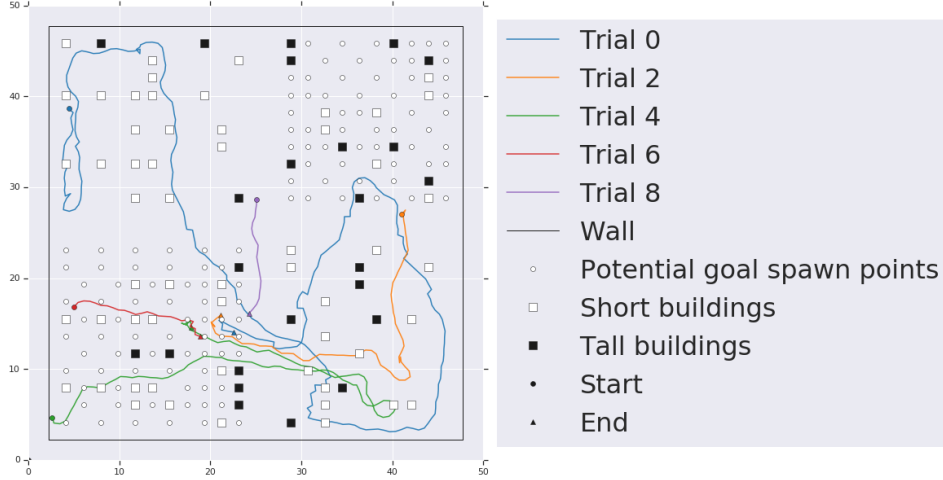 50
40
30
20
10
0
0
10
20
30
40
50
Trial 0
Trial 2
Trial 4
Trial 6
Trial 8
Wall
Potential goal spawn points
Short buildings
Tall buildings
Start
End